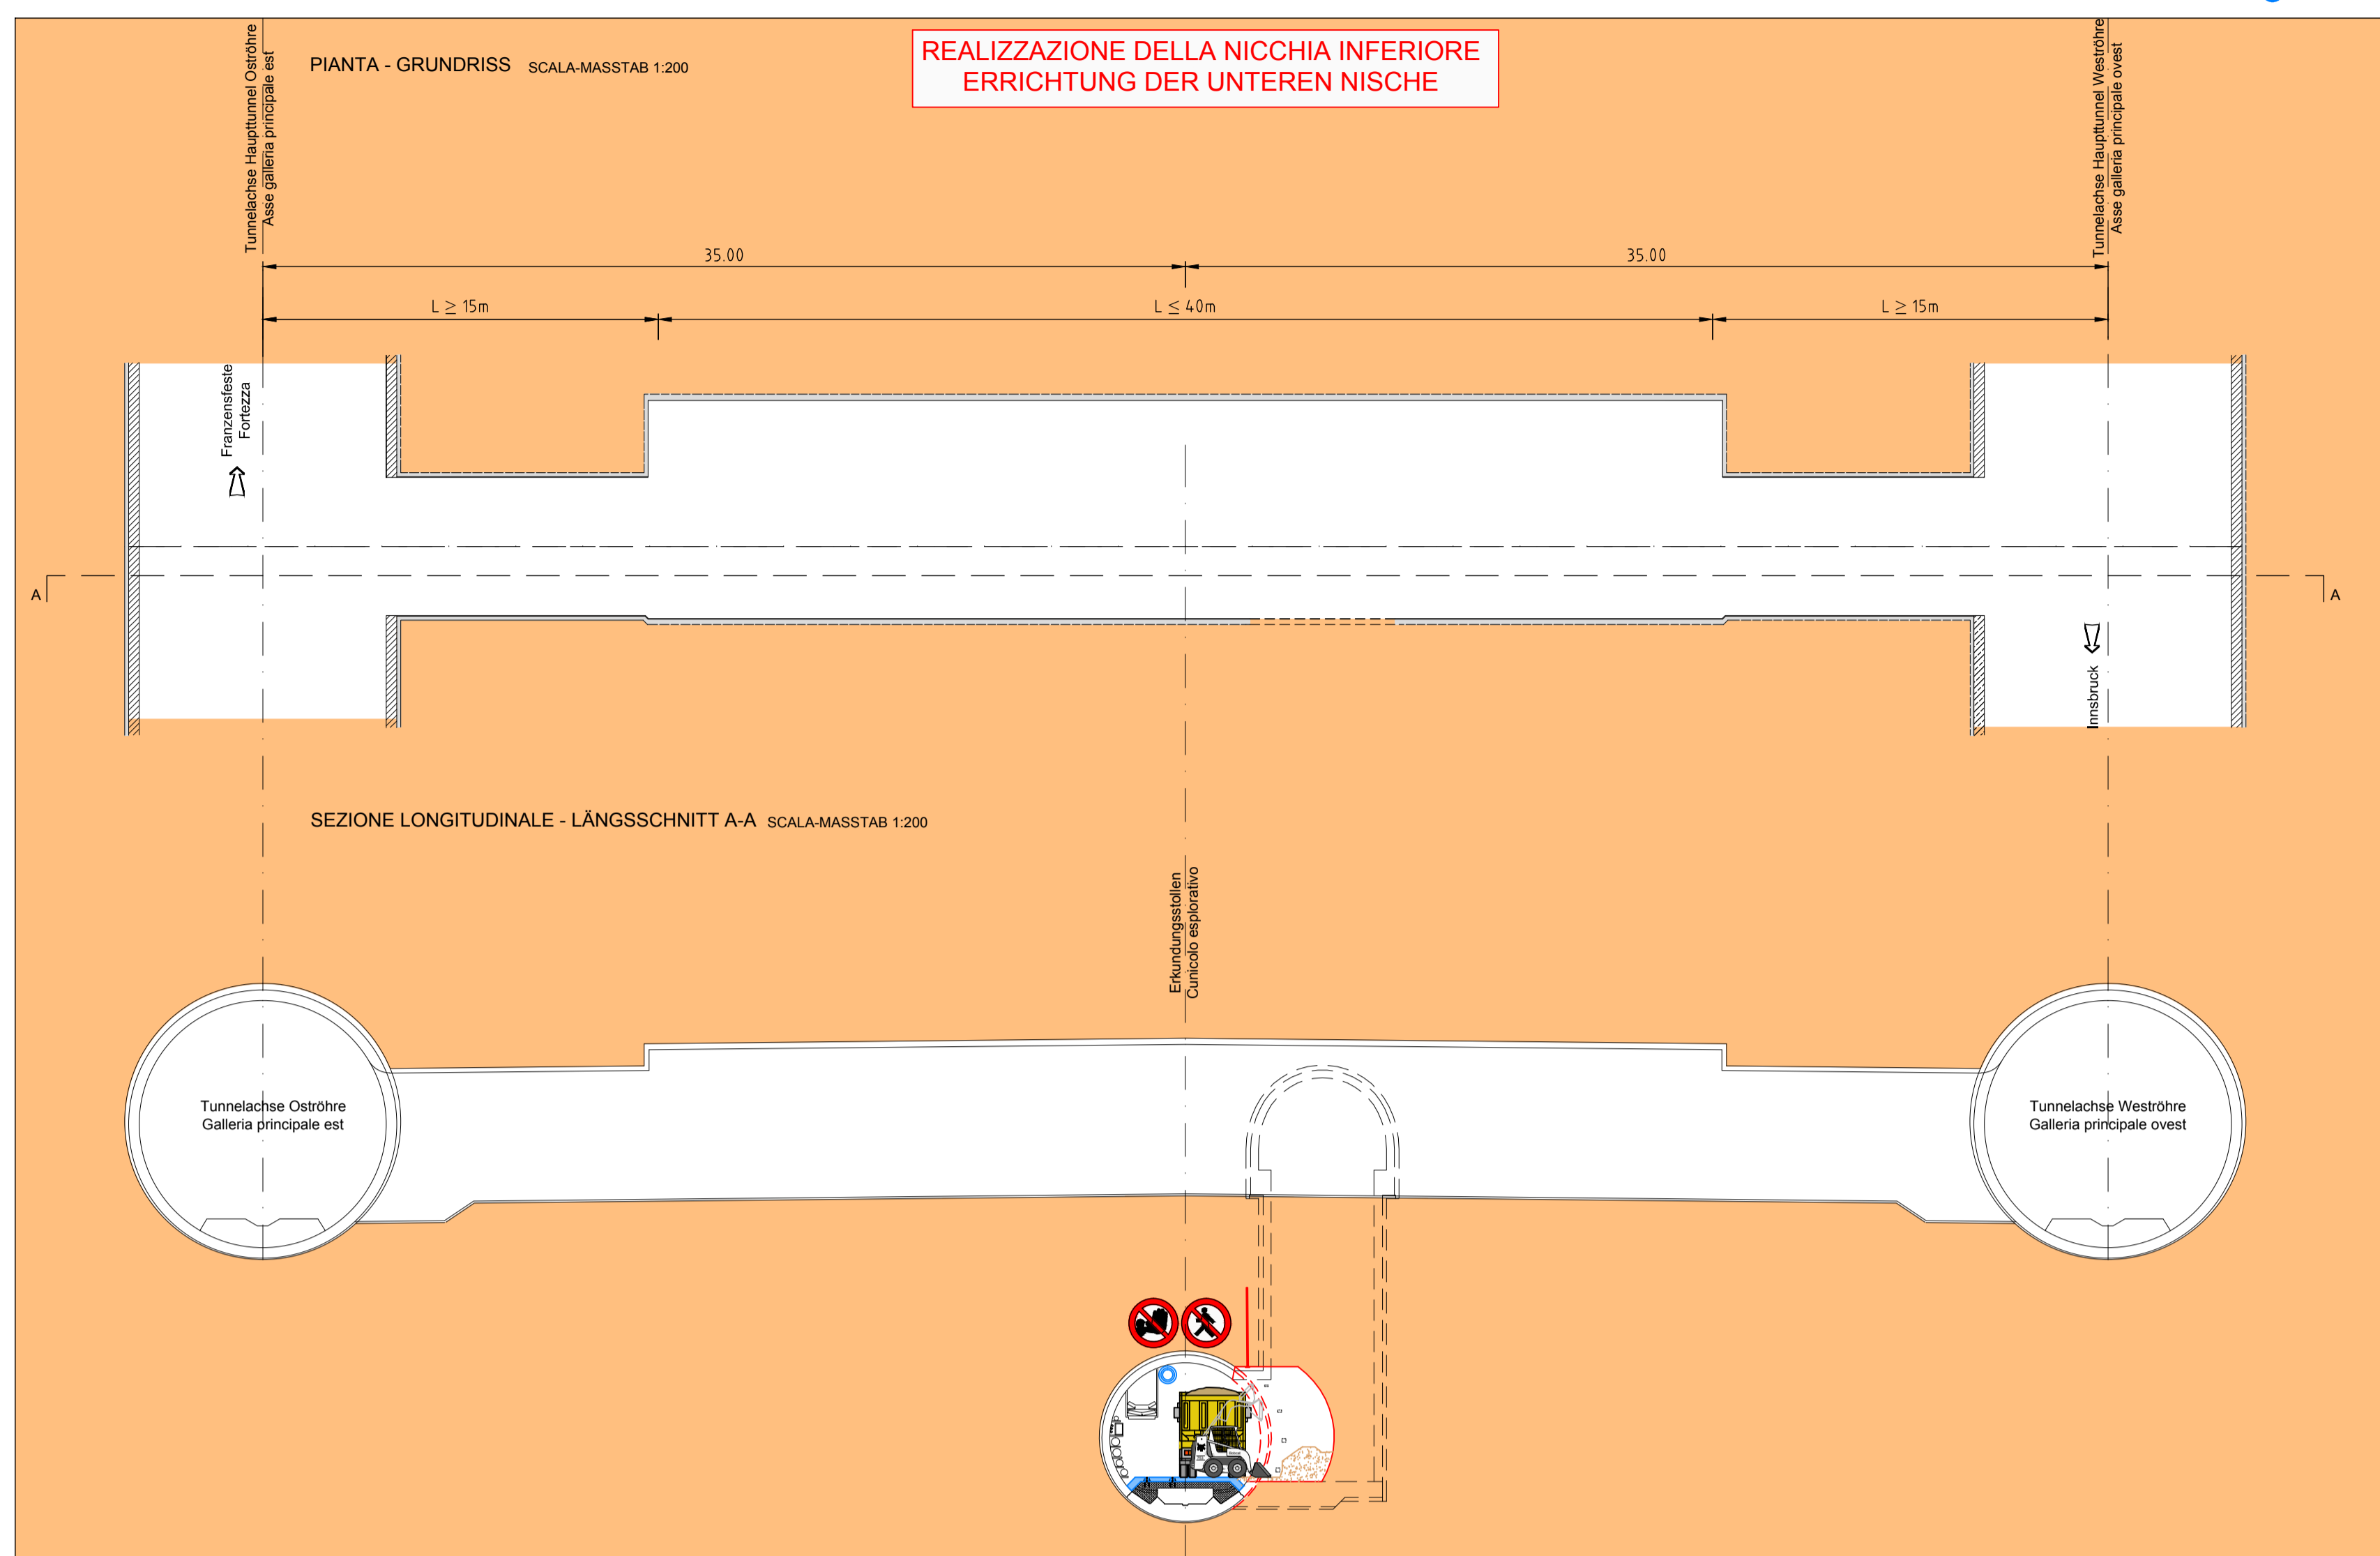 Tunnelachse Haupttunnel Oströhre
Asse galleria principale est
PIANTA - GRUNDRISS SCALA-MASSTAB 1:200
REALIZZAZIONE DELLA NICCHIA INFERIORE
ERRICHTUNG DER UNTEREN NISCHE
Tunnelachse Haupttunnel Weströhre
Asse galleria principale ovest
35.00
35.00
L ≥ 15m
L ≤ 40m
L ≥ 15m
Franzensfeste
Fortezza
A
A
Innsbruck
SEZIONE LONGITUDINALE - LÄNGSSCHNITT A-A SCALA-MASSTAB 1:200
Erkundungsstollen
Cunicolo esplorativo
Tunnelachse Oströhre
Galleria principale est
Tunnelachse Weströhre
Galleria principale ovest